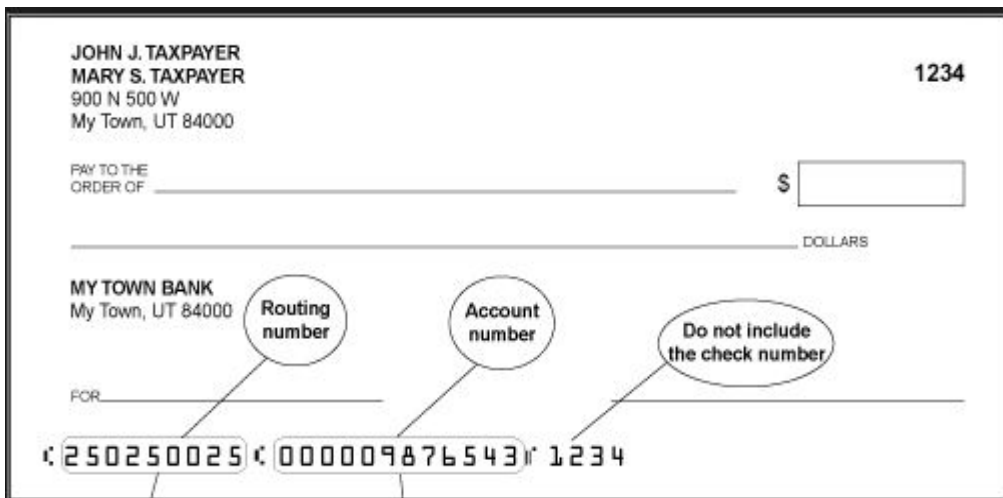 JOHN J. TAXPAYER
MARY S. TAXPAYER
900 N 500 W
My Town, UT 84000
1234
PAY TO THE
ORDER OF
$
DOLLARS
MY TOWN BANK
My Town, UT 84000
Routing
number
Account
number
Do not include
the check number
FOR
⑆250250025⑆000009876543⑈1234